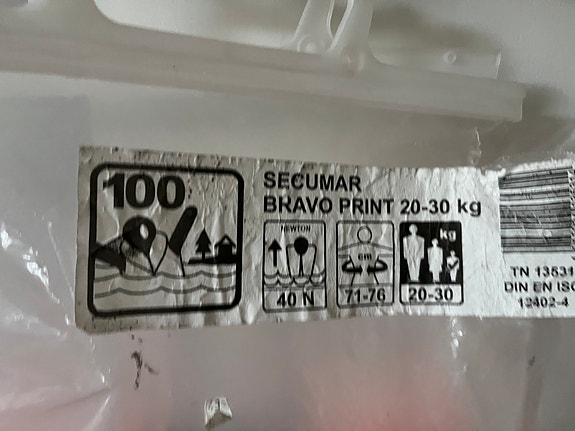 100
SECUMAR
BRAVO PRINT 20-30 kg
NEWTON
40 N
cm
71-76
kg
20-30
TN 13531
DIN EN ISO
12402-4